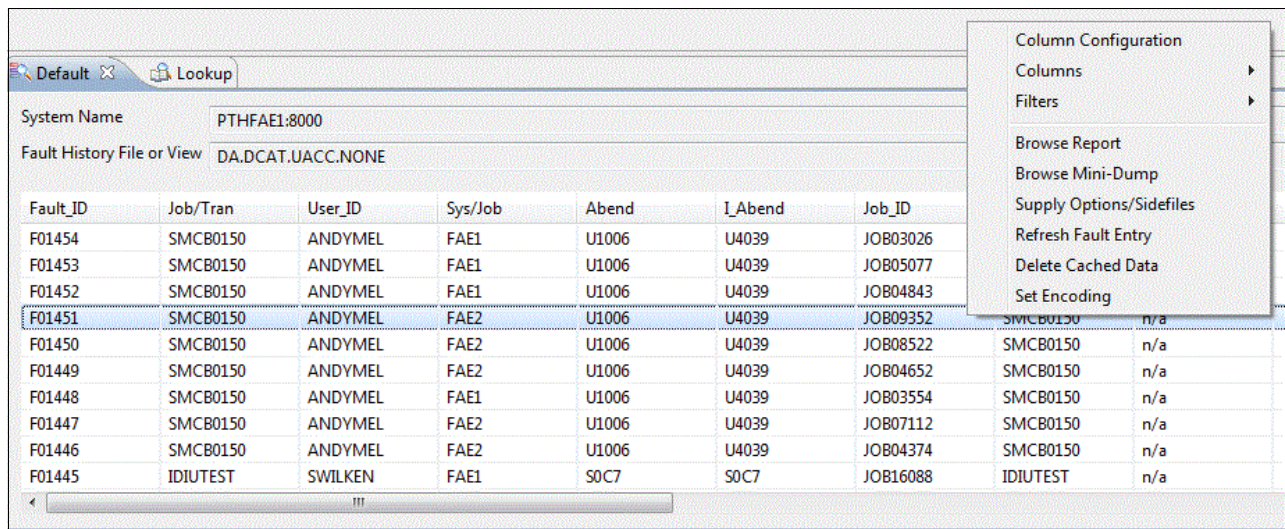 Column Configuration
Columns
Filters
Browse Report
Browse Mini-Dump
Supply Options/Sidefiles
Refresh Fault Entry
Delete Cached Data
Set Encoding
Default Lookup
System Name PTHFAE1:8000
Fault History File or View DA.DCAT.UACC.NONE
Fault_ID Job/Tran User_ID Sys/Job Abend I_Abend Job_ID
F01454 SMCB0150 ANDYMEL FAE1 U1006 U4039 JOB03026
F01453 SMCB0150 ANDYMEL FAE1 U1006 U4039 JOB05077
F01452 SMCB0150 ANDYMEL FAE1 U1006 U4039 JOB04843
F01451 SMCB0150 ANDYMEL FAE2 U1006 U4039 JOB09352 SMCB0150 n/a
F01450 SMCB0150 ANDYMEL FAE2 U1006 U4039 JOB08522 SMCB0150 n/a
F01449 SMCB0150 ANDYMEL FAE2 U1006 U4039 JOB04652 SMCB0150 n/a
F01448 SMCB0150 ANDYMEL FAE1 U1006 U4039 JOB03554 SMCB0150 n/a
F01447 SMCB0150 ANDYMEL FAE2 U1006 U4039 JOB07112 SMCB0150 n/a
F01446 SMCB0150 ANDYMEL FAE2 U1006 U4039 JOB04374 SMCB0150 n/a
F01445 IDIUTEST SWILKEN FAE1 S0C7 S0C7 JOB16088 IDIUTEST n/a